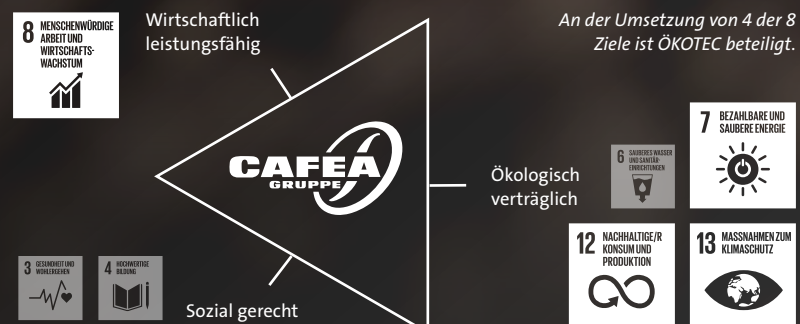 8 MENSCHENWÜRDIGE
ARBEIT UND
WIRTSCHAFTS-
WACHSTUM
Wirtschaftlich
leistungsfähig
An der Umsetzung von 4 der 8
Ziele ist ÖKOTEC beteiligt.
CAFEA
GRUPPE
Ökologisch
verträglich
6 SAUBERES WASSER
UND SANITÄR-
EINRICHTUNGEN
7 BEZAHLBARE UND
SAUBERE ENERGIE
12 NACHHALTIGE/R
KONSUM UND
PRODUKTION
13 MASSNAHMEN ZUM
KLIMASCHUTZ
3 GESUNDHEIT UND
WOHLERGEHEN
4 HOCHWERTIGE
BILDUNG
Sozial gerecht